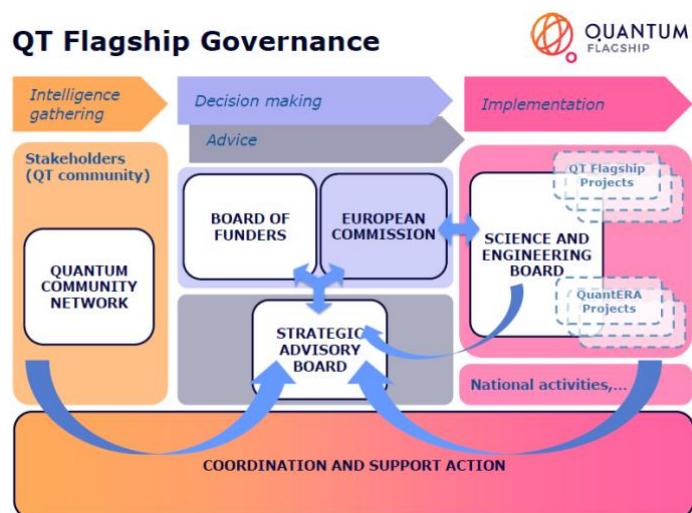 QT Flagship Governance
QUANTUM
FLAGSHIP
Intelligence
gathering
Decision making
Implementation
Advice
Stakeholders
(QT community)
QUANTUM
COMMUNITY
NETWORK
BOARD OF
FUNDERS
EUROPEAN
COMMISSION
STRATEGIC
ADVISORY
BOARD
QT Flagship
Projects
SCIENCE AND
ENGINEERING
BOARD
QuantERA
Projects
National activities,...
COORDINATION AND SUPPORT ACTION